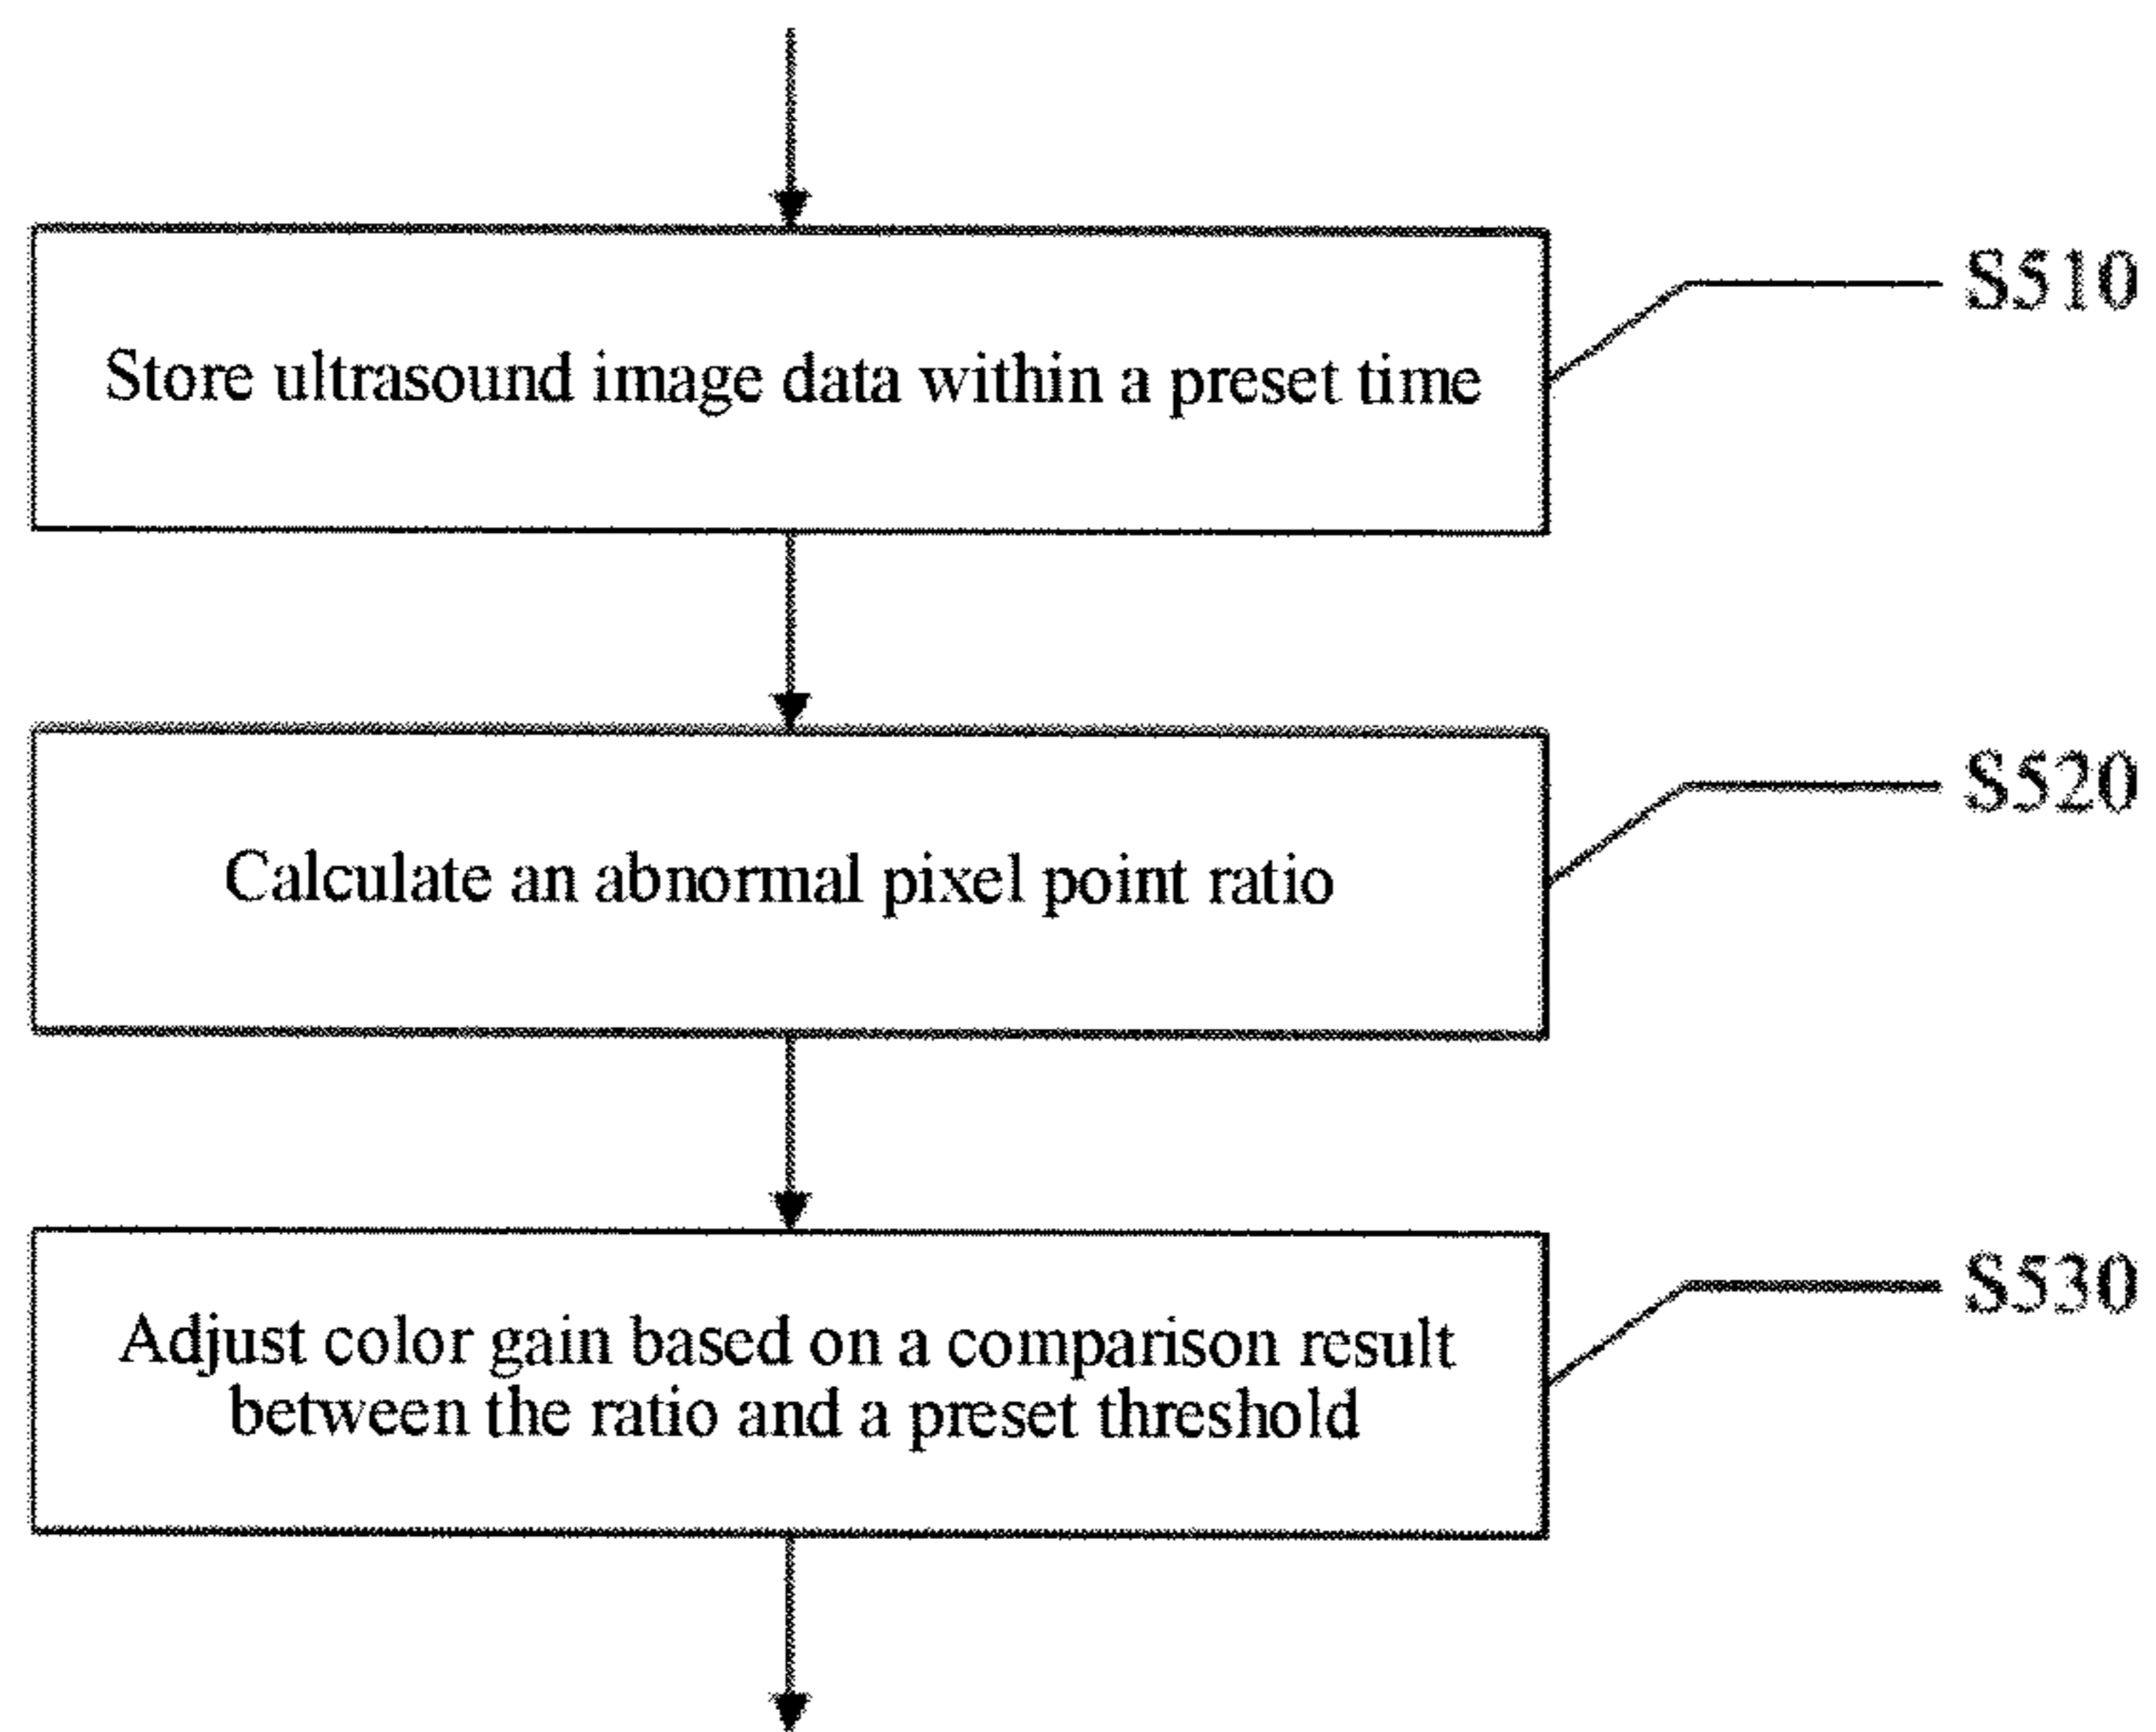 S510
Store ultrasound image data within a preset time
S520
Calculate an abnormal pixel point ratio
S530
Adjust color gain based on a comparison result
between the ratio and a preset threshold